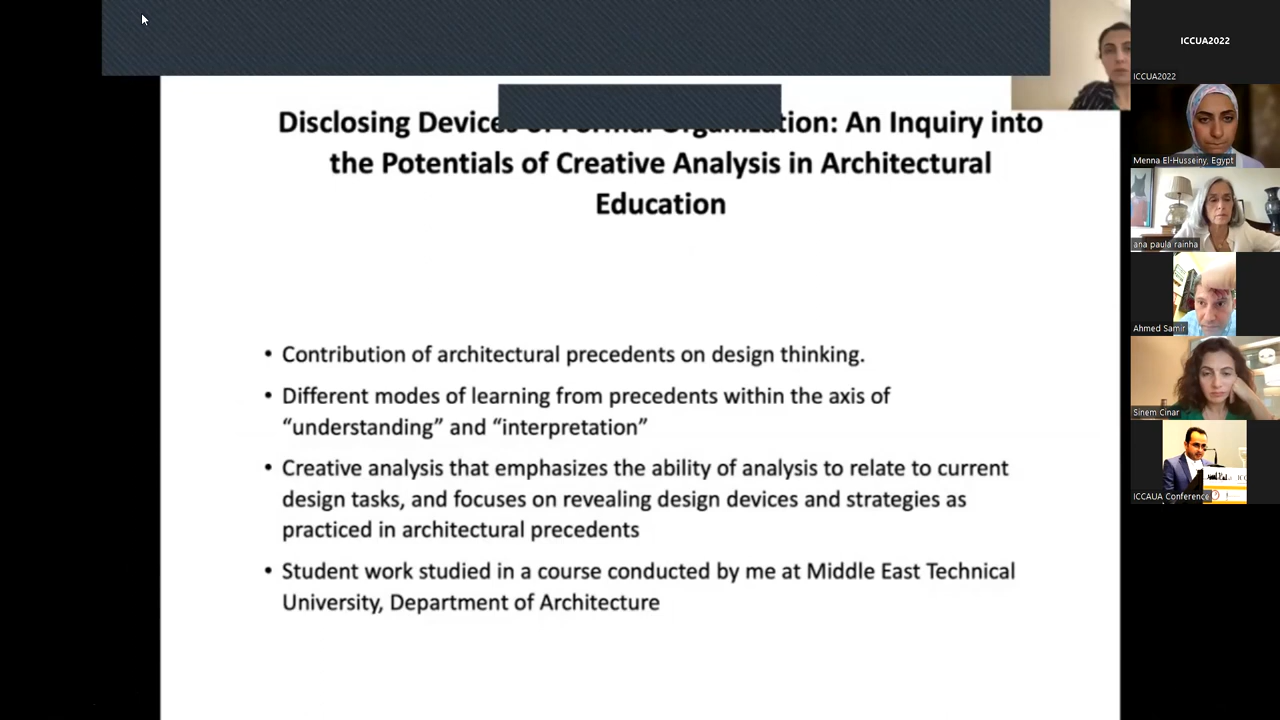 Disclosing Devices of Formal Organization: An Inquiry into
the Potentials of Creative Analysis in Architectural
Education
• Contribution of architectural precedents on design thinking.
• Different modes of learning from precedents within the axis of
“understanding” and “interpretation”
• Creative analysis that emphasizes the ability of analysis to relate to current
design tasks, and focuses on revealing design devices and strategies as
practiced in architectural precedents
• Student work studied in a course conducted by me at Middle East Technical
University, Department of Architecture
ICCUA2022
ICCUA2022
Menna El-Husseiny, Egypt
ana paula rainha
Ahmed Samir
Sinem Cinar
ICCAUA Conference